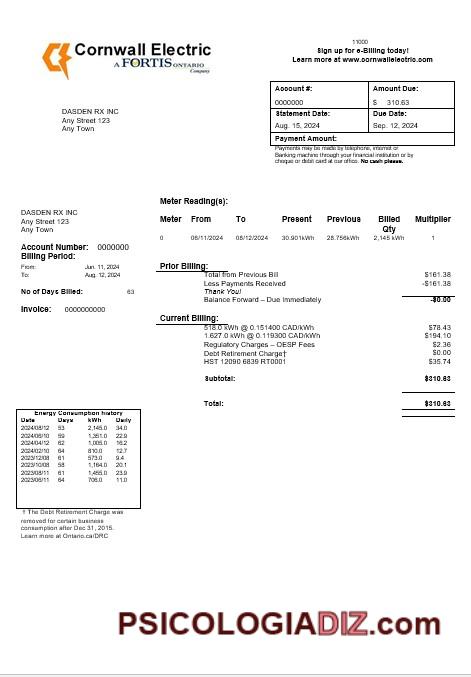 Cornwall Electric
A FORTIS ONTARIO
Company
11000
Sign up for e-Billing today!
Learn more at www.cornwallelectric.com
Account #: Amount Due:
0000000 $ 310.63
Statement Date: Due Date:
Aug. 15, 2024 Sep. 12, 2024
Payment Amount:
Payments may be made by telephone, internet or
Banking machine through your financial institution or by
cheque or debit card at our office. No cash please.
DASDEN RX INC
Any Street 123
Any Town
DASDEN RX INC
Any Street 123
Any Town
Account Number: 0000000
Billing Period:
From: Jun. 11, 2024
To: Aug. 12, 2024
No of Days Billed: 63
Invoice: 0000000000
Meter Reading(s):
Meter From To Present Previous Billed Qty Multiplier
0 06/11/2024 08/12/2024 30.901kWh 28.756kWh 2,145 kWh 1
Prior Billing:
Total from Previous Bill $161.38
Less Payments Received -$161.38
Thank You!
Balance Forward – Due Immediately -$0.00
Current Billing:
518.0 kWh @ 0.151400 CAD/kWh $78.43
1.627.0 kWh @ 0.119300 CAD/kWh $194.10
Regulatory Charges – OESP Fees $2.36
Debt Retirement Charge† $0.00
HST 12090 6839 RT0001 $35.74
Subtotal: $310.63
Total: $310.63
Energy Consumption history
Date Days kWh Daily
2024/08/12 53 2,145.0 34.0
2024/06/10 59 1,351.0 22.9
2024/04/12 62 1,005.0 16.2
2024/02/10 64 810.0 12.7
2023/12/08 61 573.0 9.4
2023/10/08 58 1,164.0 20.1
2023/08/11 61 1,455.0 23.9
2023/06/11 64 706.0 11.0
† The Debt Retirement Charge was
removed for certain business
consumption after Dec 31, 2015.
Learn more at Ontario.ca/DRC
PSICOLOGIADIZ.com